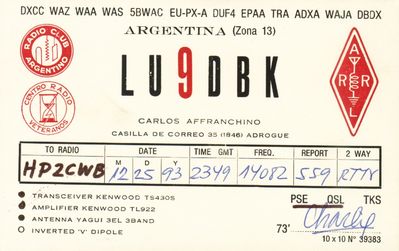 DXCC WAZ WAA WAS 5BWAC EU-PX-A DUF4 EPAA TRA ADXA WAJA DBDX
ARGENTINA (Zona 13)
RADIO CLUB
ARGENTINO
A
R R
L
LU9DBK
CENTRO RADIO
VETERANOS
CARLOS AFFRANCHINO
CASILLA DE CORREO 35 (1846) ADROGUE
TO RADIO DATE TIME GMT FREQ. REPORT 2 WAY
M D Y
HP2CWB 12 25 93 2349 14082 559 RTTY
TRANSCEIVER KENWOOD TS430S
AMPLIFIER KENWOOD TL922
ANTENNA YAGUI 3EL 3BAND
INVERTED 'V' DIPOLE
PSE QSL TKS
73' Charlie
10 x 10 N° 39383